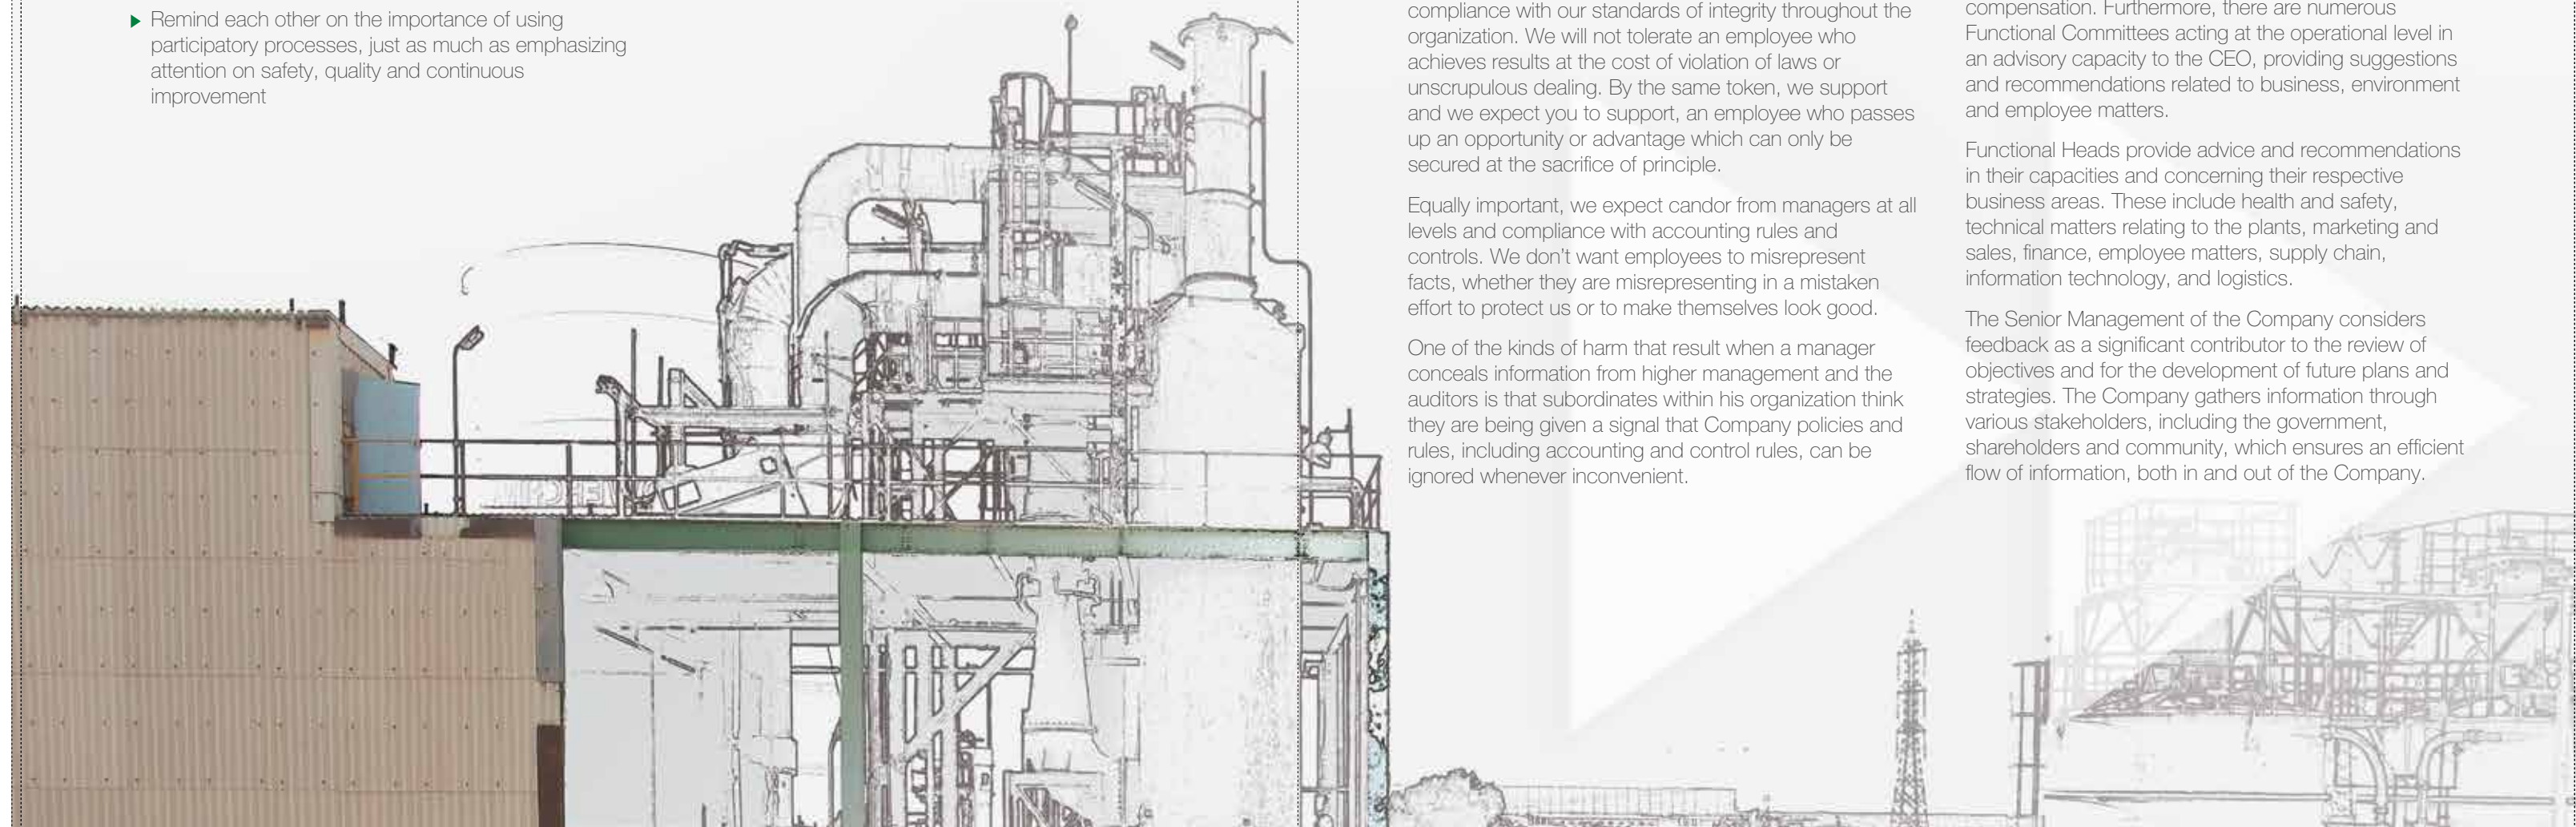 Remind each other on the importance of using
participatory processes, just as much as emphasizing
attention on safety, quality and continuous
improvement
compliance with our standards of integrity throughout the
organization. We will not tolerate an employee who
achieves results at the cost of violation of laws or
unscrupulous dealing. By the same token, we support
and we expect you to support, an employee who passes
up an opportunity or advantage which can only be
secured at the sacrifice of principle.
Equally important, we expect candor from managers at all
levels and compliance with accounting rules and
controls. We don't want employees to misrepresent
facts, whether they are misrepresenting in a mistaken
effort to protect us or to make themselves look good.
One of the kinds of harm that result when a manager
conceals information from higher management and the
auditors is that subordinates within his organization think
they are being given a signal that Company policies and
rules, including accounting and control rules, can be
ignored whenever inconvenient.
compensation. Furthermore, there are numerous
Functional Committees acting at the operational level in
an advisory capacity to the CEO, providing suggestions
and recommendations related to business, environment
and employee matters.
Functional Heads provide advice and recommendations
in their capacities and concerning their respective
business areas. These include health and safety,
technical matters relating to the plants, marketing and
sales, finance, employee matters, supply chain,
information technology, and logistics.
The Senior Management of the Company considers
feedback as a significant contributor to the review of
objectives and for the development of future plans and
strategies. The Company gathers information through
various stakeholders, including the government,
shareholders and community, which ensures an efficient
flow of information, both in and out of the Company.